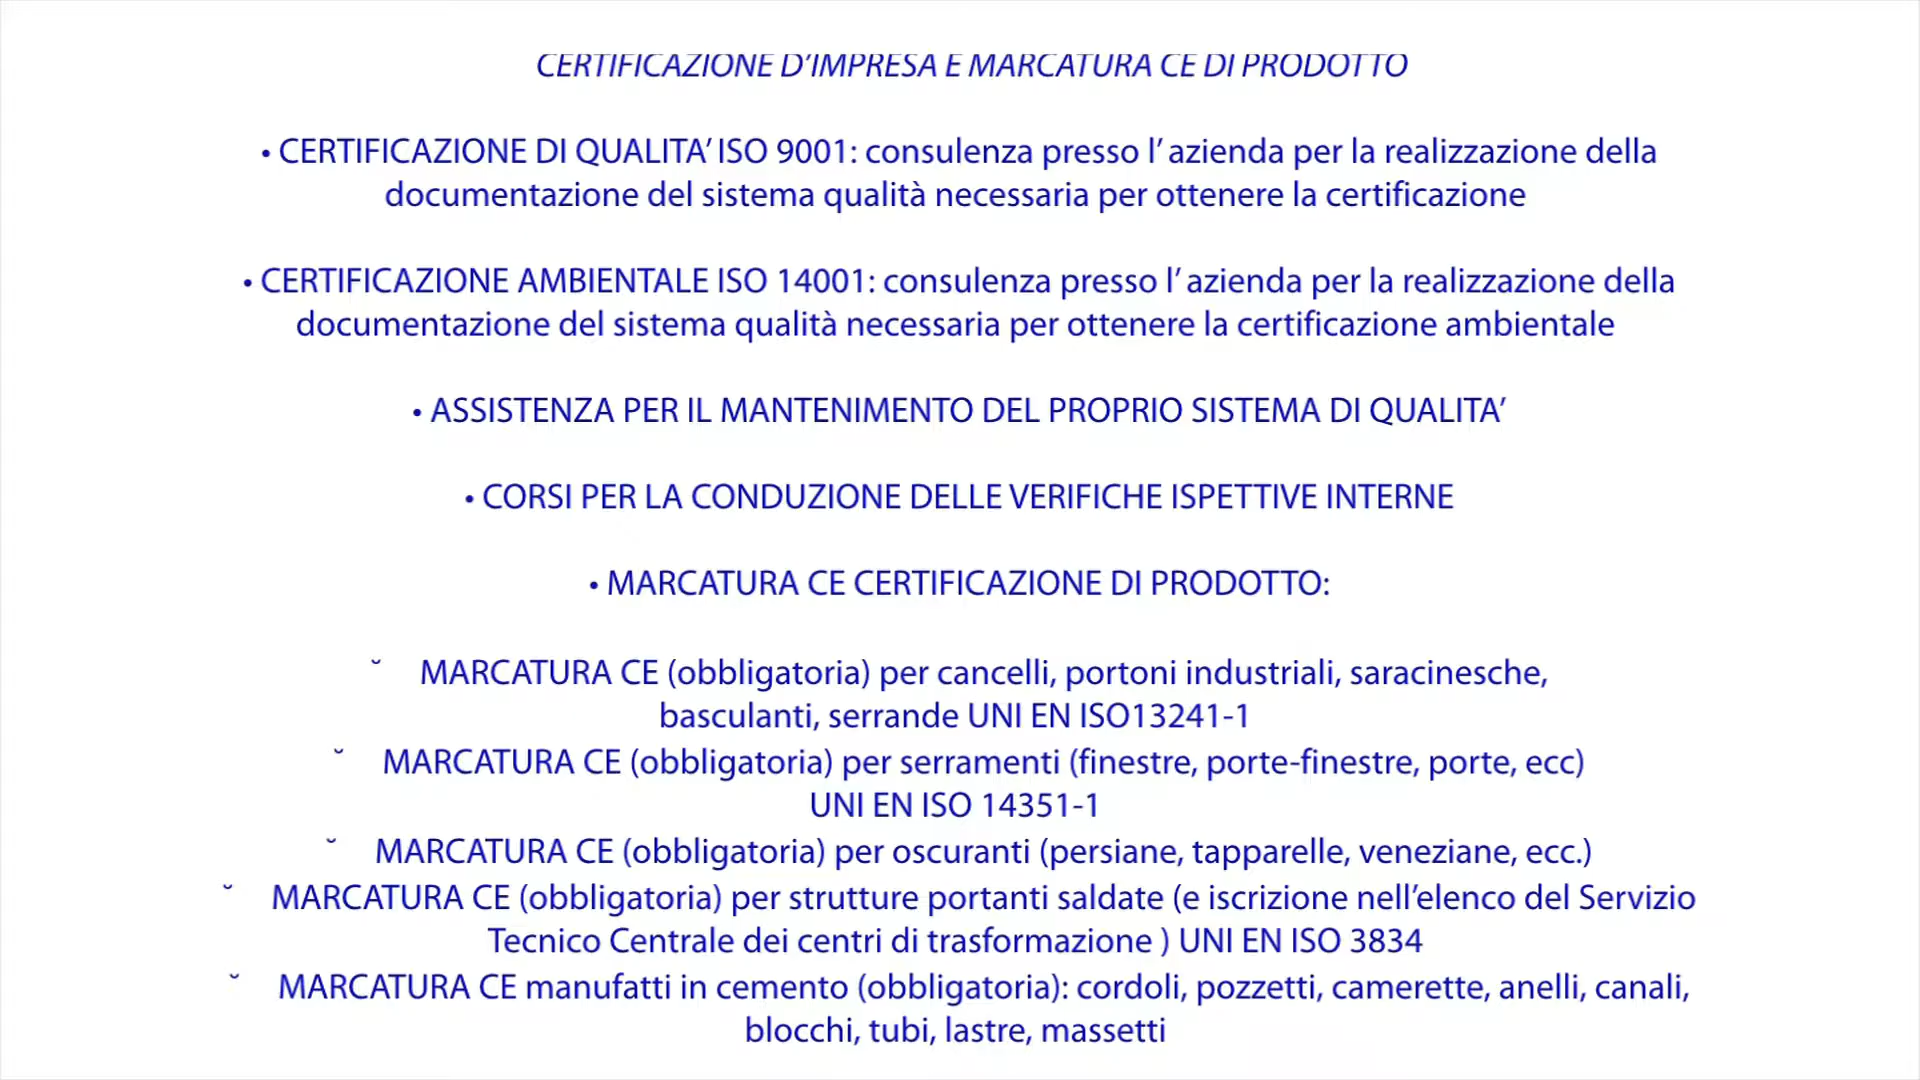 CERTIFICAZIONE D’IMPRESA E MARCATURA CE DI PRODOTTO
• CERTIFICAZIONE DI QUALITA’ ISO 9001: consulenza presso l’ azienda per la realizzazione della
documentazione del sistema qualità necessaria per ottenere la certificazione
• CERTIFICAZIONE AMBIENTALE ISO 14001: consulenza presso l’ azienda per la realizzazione della
documentazione del sistema qualità necessaria per ottenere la certificazione ambientale
• ASSISTENZA PER IL MANTENIMENTO DEL PROPRIO SISTEMA DI QUALITA’
• CORSI PER LA CONDUZIONE DELLE VERIFICHE ISPETTIVE INTERNE
• MARCATURA CE CERTIFICAZIONE DI PRODOTTO:
˘ MARCATURA CE (obbligatoria) per cancelli, portoni industriali, saracinesche,
basculanti, serrande UNI EN ISO13241-1
˘ MARCATURA CE (obbligatoria) per serramenti (finestre, porte-finestre, porte, ecc)
UNI EN ISO 14351-1
˘ MARCATURA CE (obbligatoria) per oscuranti (persiane, tapparelle, veneziane, ecc.)
˘ MARCATURA CE (obbligatoria) per strutture portanti saldate (e iscrizione nell’elenco del Servizio
Tecnico Centrale dei centri di trasformazione ) UNI EN ISO 3834
˘ MARCATURA CE manufatti in cemento (obbligatoria): cordoli, pozzetti, camerette, anelli, canali,
blocchi, tubi, lastre, massetti